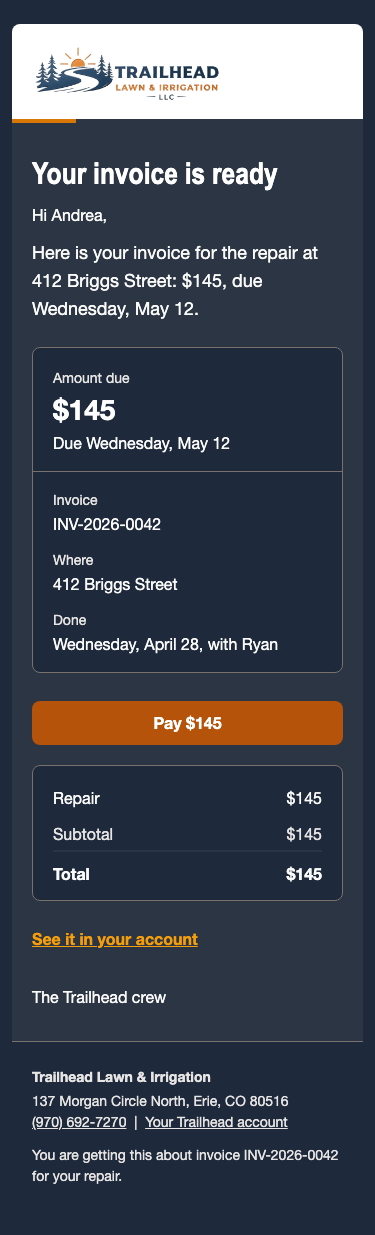 TRAILHEAD
LAWN & IRRIGATION
LLC
Your invoice is ready
Hi Andrea,
Here is your invoice for the repair at
412 Briggs Street: $145, due
Wednesday, May 12.
Amount due
$145
Due Wednesday, May 12
Invoice
INV-2026-0042
Where
412 Briggs Street
Done
Wednesday, April 28, with Ryan
Pay $145
Repair $145
Subtotal $145
Total $145
See it in your account
The Trailhead crew
Trailhead Lawn & Irrigation
137 Morgan Circle North, Erie, CO 80516
(970) 692-7270 | Your Trailhead account
You are getting this about invoice INV-2026-0042
for your repair.